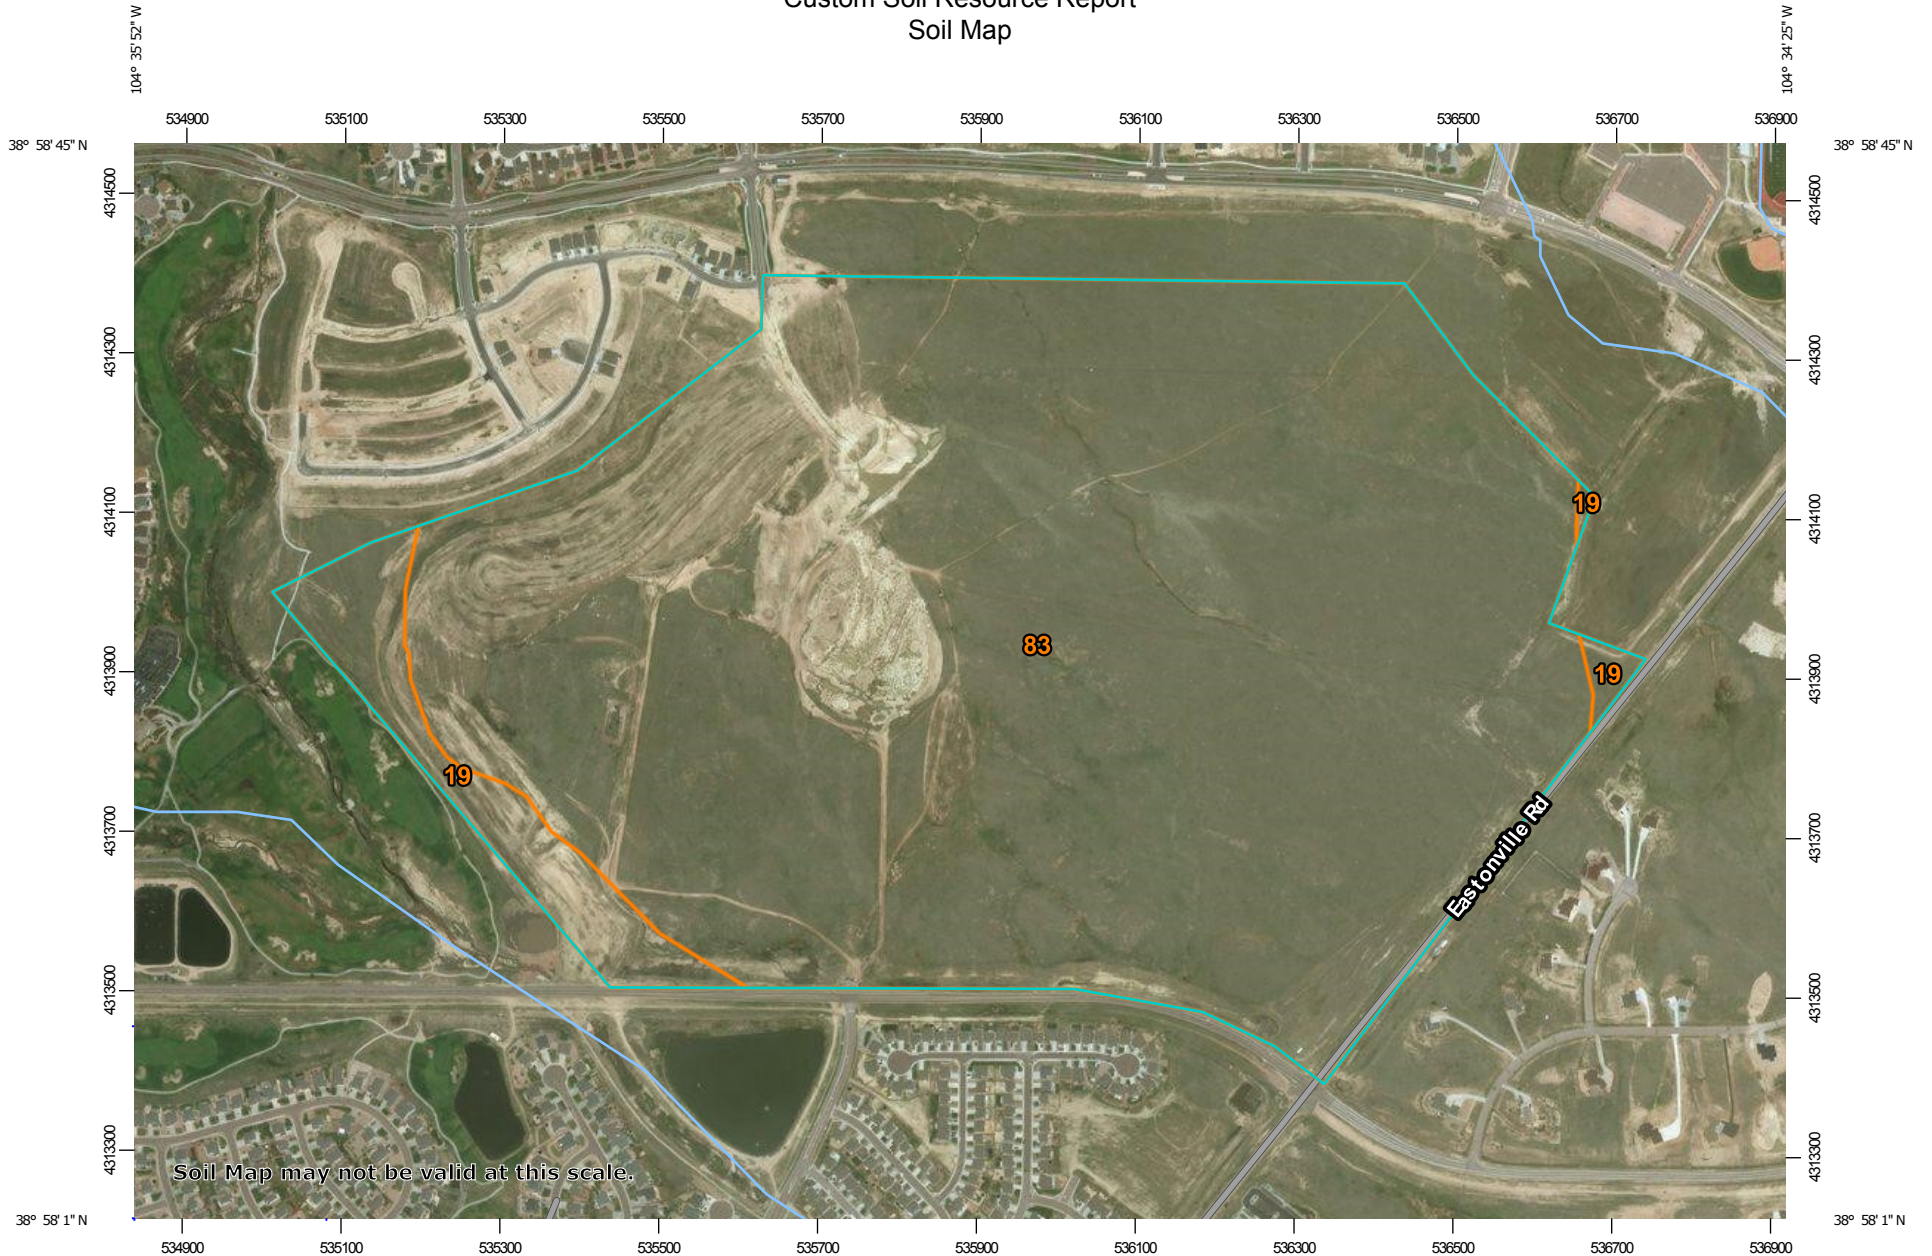 Custom Soil Resource Report
Soil Map
104° 35' 52" W
104° 34' 25" W
534900 535100 535300 535500 535700 535900 536100 536300 536500 536700 536900
38° 58' 45" N
38° 58' 45" N
4314500
4314500
4314300
4314300
4314100
4314100
19
83
4313900
4313900
19
19
4313700
4313700
Eastonville Rd
4313500
4313500
4313300
4313300
Soil Map may not be valid at this scale.
38° 58' 1" N
38° 58' 1" N
534900 535100 535300 535500 535700 535900 536100 536300 536500 536700 536900